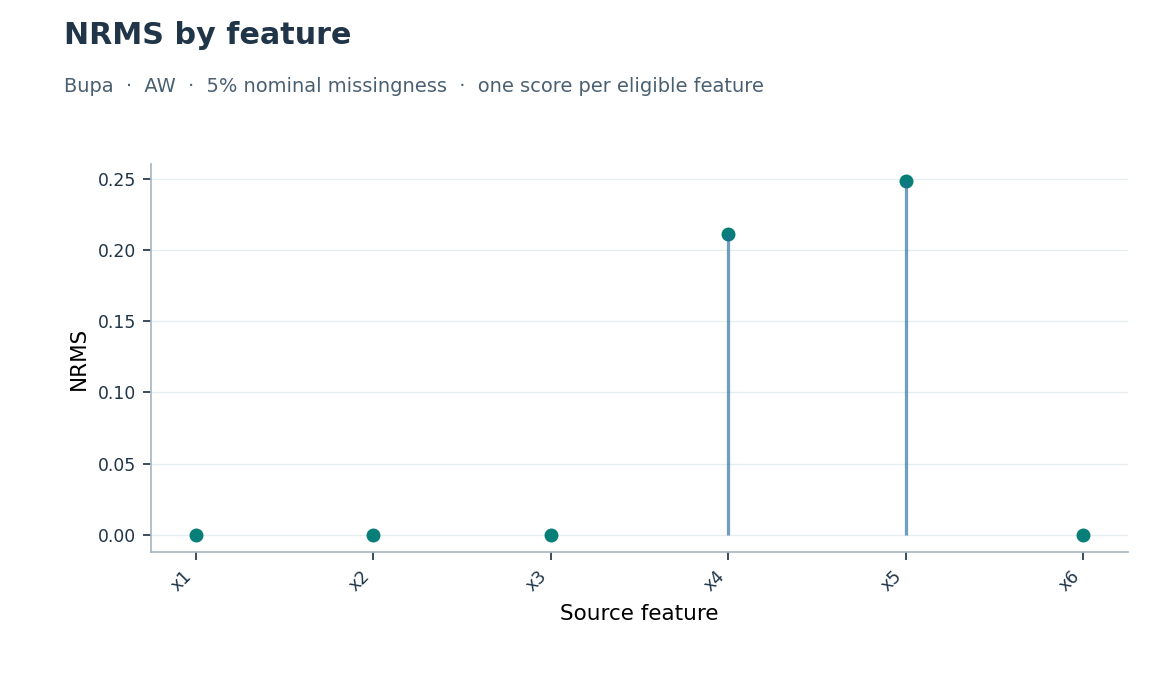 NRMS by feature
Bupa · AW · 5% nominal missingness · one score per eligible feature
NRMS
0.25
0.20
0.15
0.10
0.05
0.00
x1 x2 x3 x4 x5 x6
Source feature